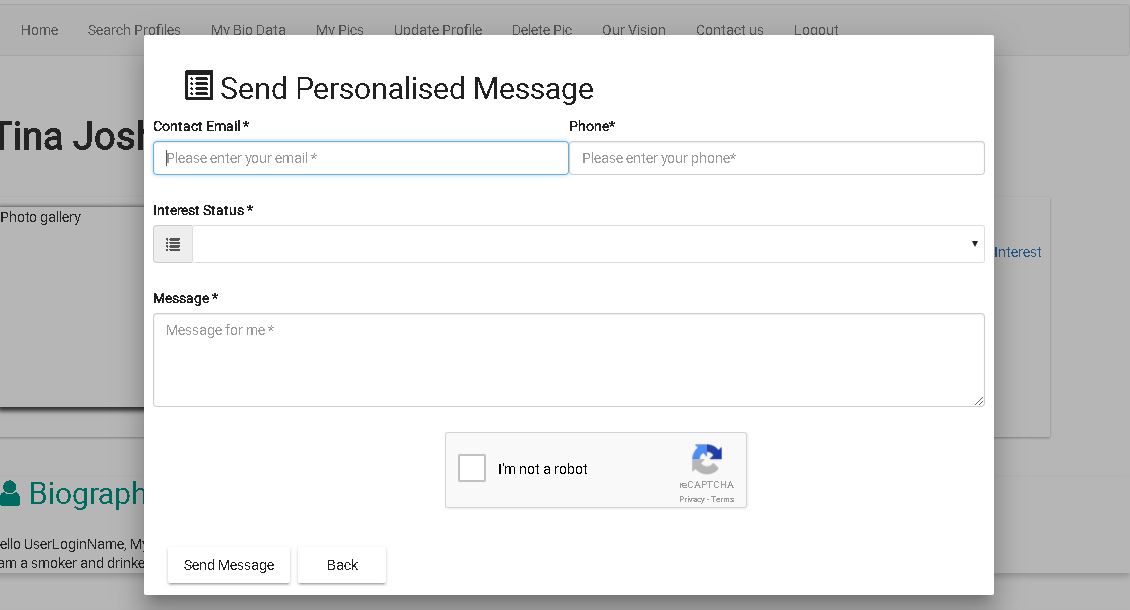 Home Search Profiles My Bio Data My Pics Update Profile Delete Pic Our Vision Contact us Logout
Send Personalised Message
Tina Josh
Contact Email * Phone*
Please enter your email * Please enter your phone*
Interest Status *
Photo gallery
Interest
Message *
Message for me *
I'm not a robot
reCAPTCHA
Privacy - Terms
Biograph
ello UserLoginName, My
am a smoker and drinke
Send Message Back